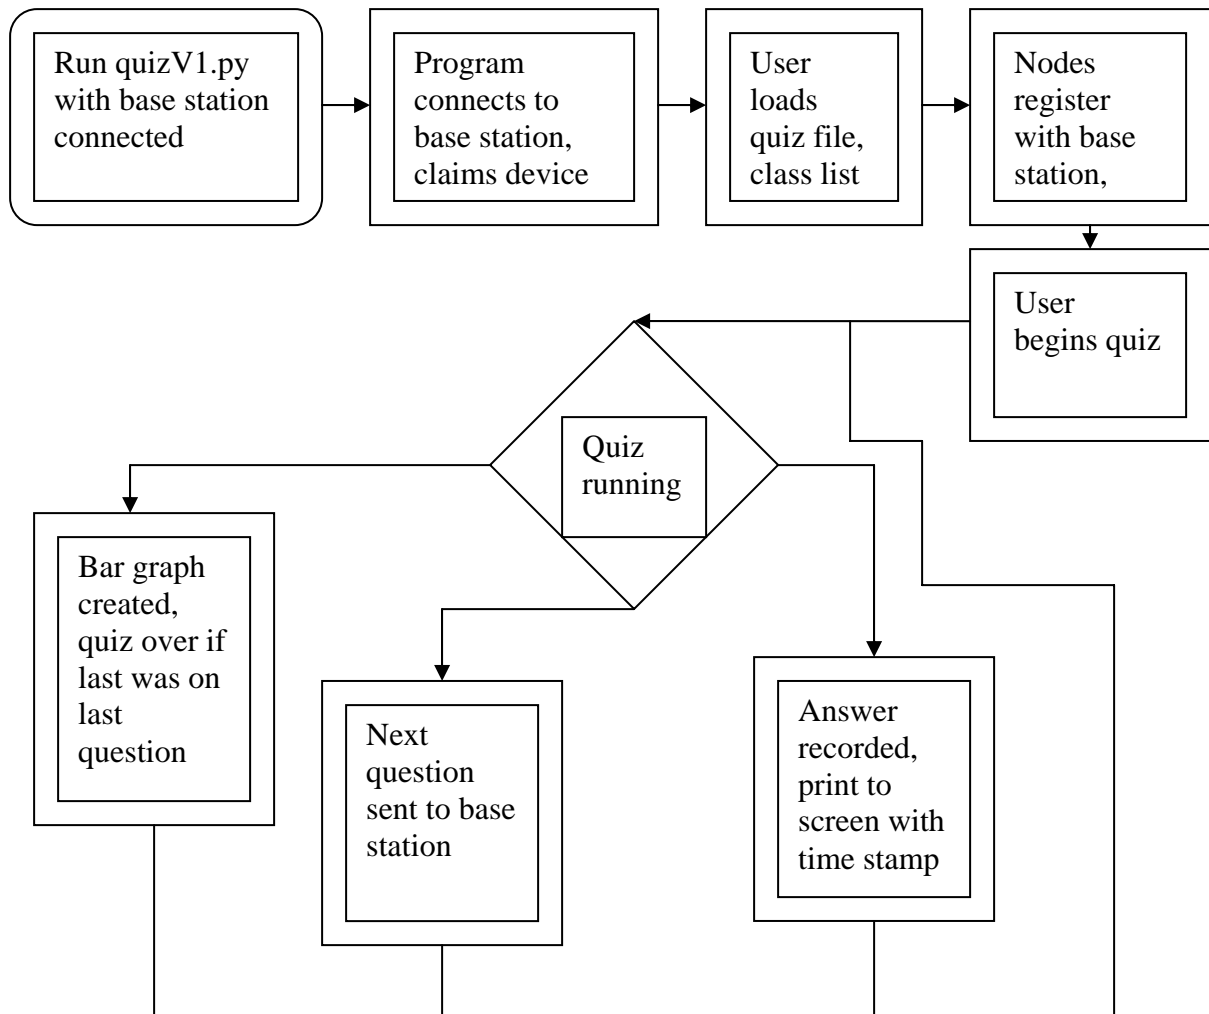 Run quizV1.py
with base station
connected
Program
connects to
base station,
claims device
User
loads
quiz file,
class list
Nodes
register
with base
station,
User
begins quiz
Quiz
running
Bar graph
created,
quiz over if
last was on
last
question
Next
question
sent to base
station
Answer
recorded,
print to
screen with
time stamp